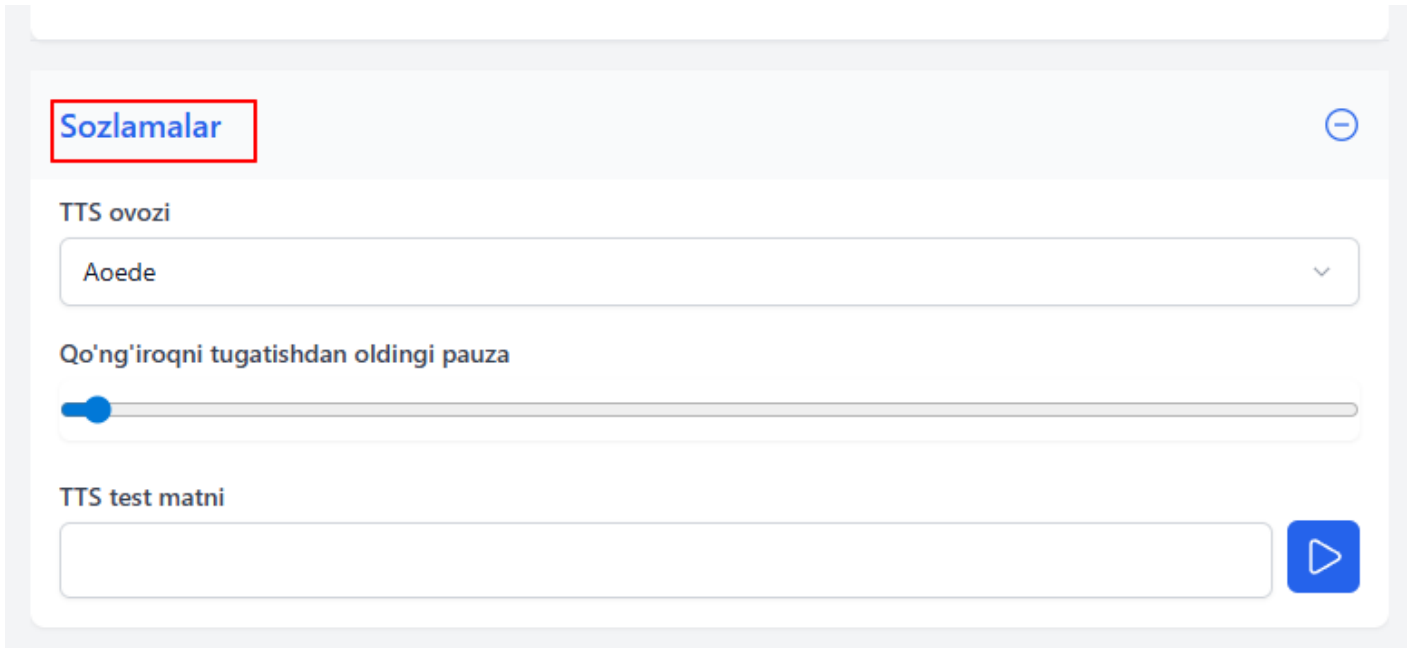 Sozlamalar
TTS ovozi
Aoede
Qo'ng'iroqni tugatishdan oldingi pauza
TTS test matni